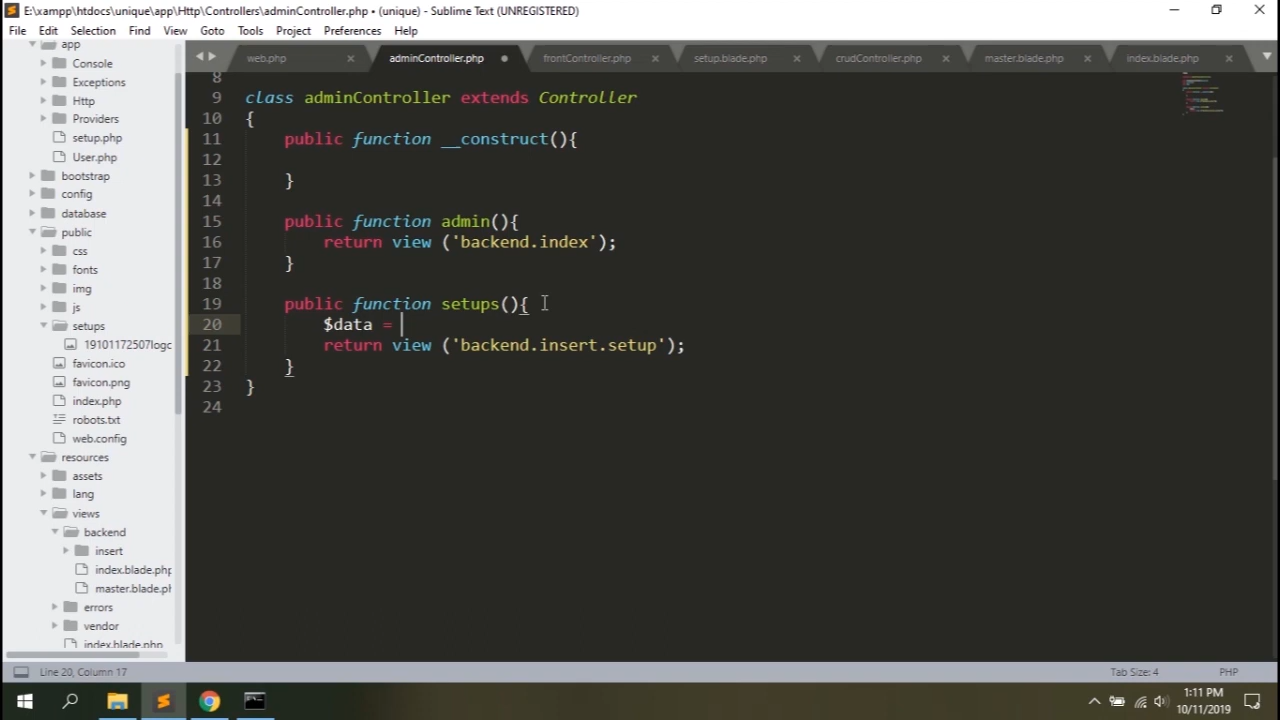 E:\xampp\htdocs\unique\app\Http\Controllers\adminController.php • (unique) - Sublime Text (UNREGISTERED)
File Edit Selection Find View Goto Tools Project Preferences Help
web.php adminController.php frontController.php setup.blade.php crudController.php master.blade.php index.blade.php
app
Console
Exceptions
Http
Providers
setup.php
User.php
bootstrap
config
database
public
css
fonts
img
js
setups
19101172507logo
favicon.ico
favicon.png
index.php
robots.txt
web.config
resources
assets
lang
views
backend
insert
index.blade.php
master.blade.ph
errors
vendor
index.blade.php
8
9 class adminController extends Controller
10 {
11 public function __construct(){
12
13 }
14
15 public function admin(){
16 return view ('backend.index');
17 }
18
19 public function setups(){
20 $data =
21 return view ('backend.insert.setup');
22 }
23 }
24
Line 20, Column 17 Tab Size: 4 PHP
1:11 PM
10/11/2019